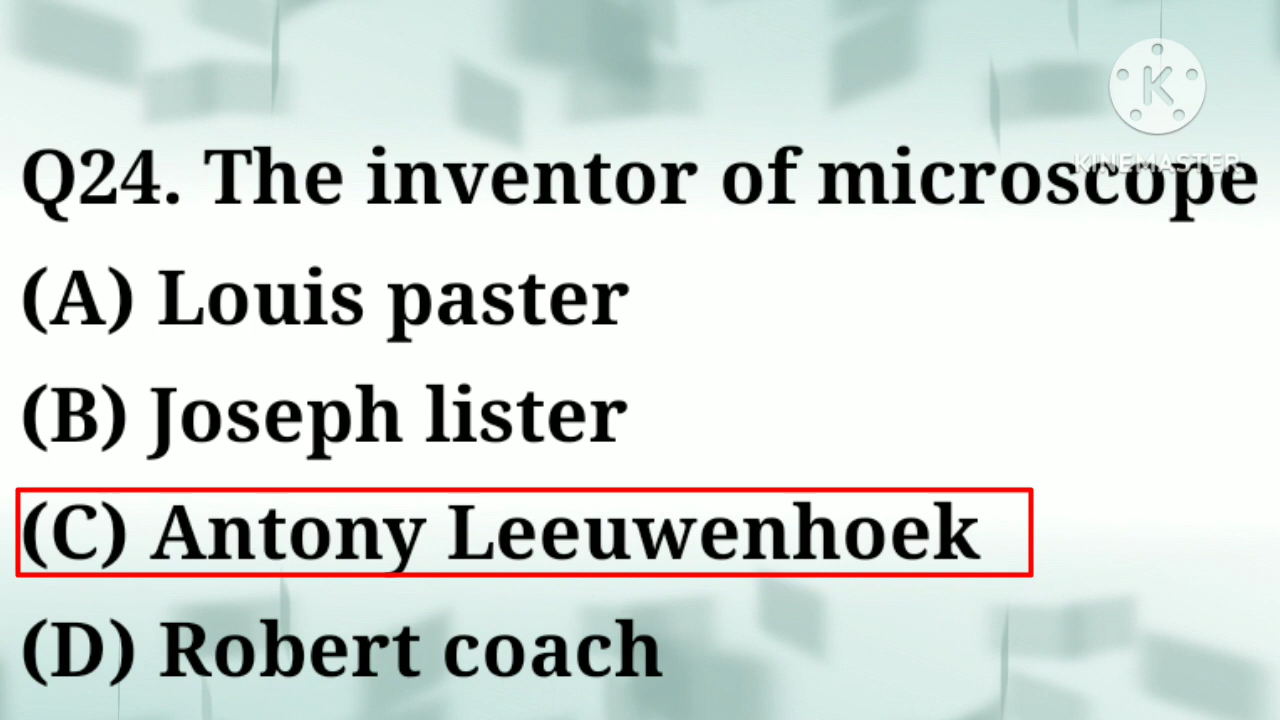 K
KINEMASTER
Q24. The inventor of microscope
(A) Louis paster
(B) Joseph lister
(C) Antony Leeuwenhoek
(D) Robert coach